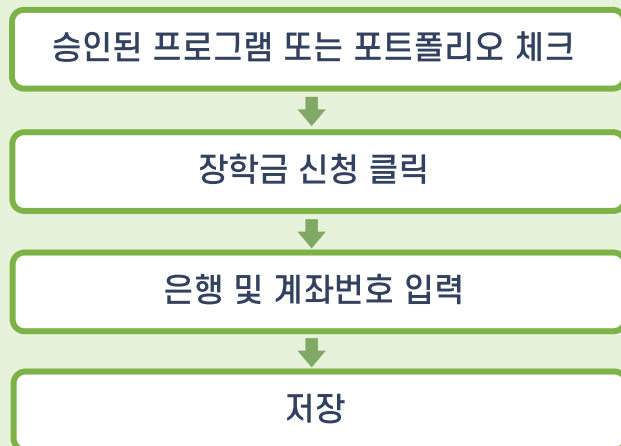 승인된 프로그램 또는 포트폴리오 체크
장학금 신청 클릭
은행 및 계좌번호 입력
저장